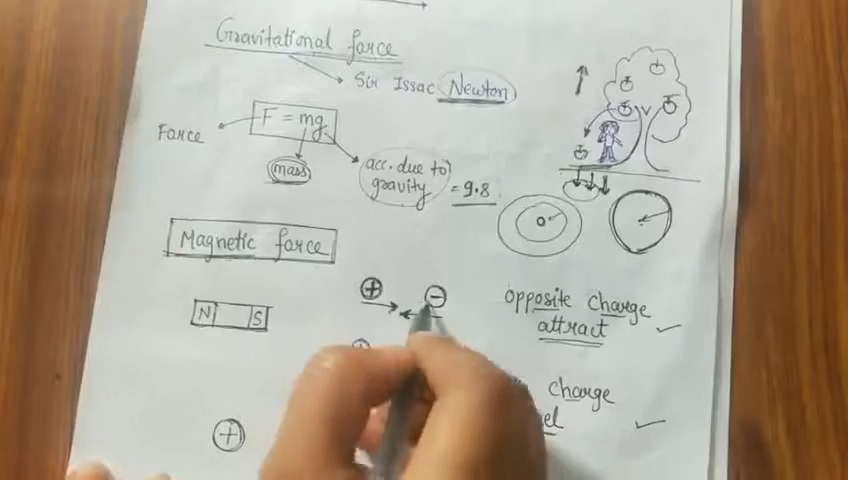 Gravitational force
Sir Issac Newton
F = mg
Force
mass
acc. due to
gravity = 9.8
Magnetic force
N S
+ -
opposite charge
attract
charge
+